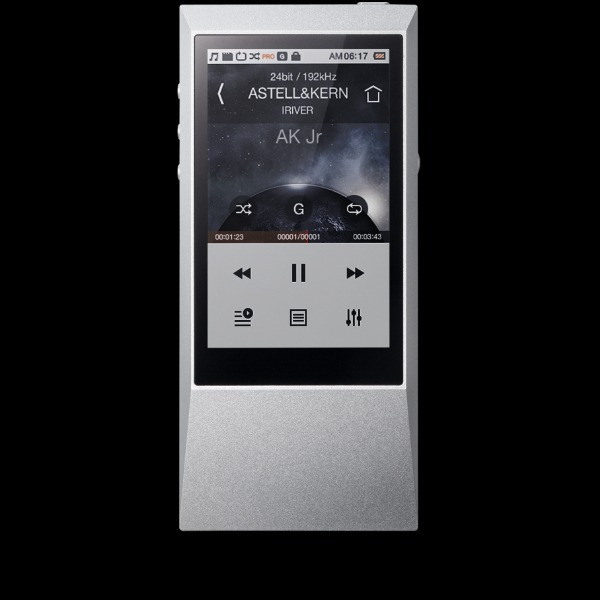 PRO G AM 06:17
24bit / 192kHz
ASTELL&KERN
IRIVER
AK Jr
G
00:01:23 00001/00001 00:03:43